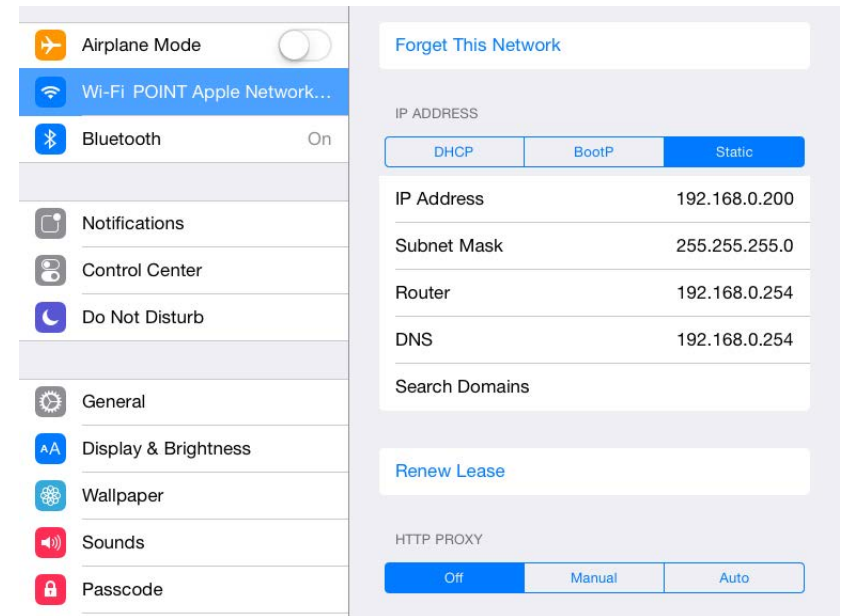 Airplane Mode
Wi-Fi POINT Apple Network...
Bluetooth On
Notifications
Control Center
Do Not Disturb
General
AA Display & Brightness
Wallpaper
Sounds
Passcode
Forget This Network
IP ADDRESS
DHCP BootP Static
IP Address 192.168.0.200
Subnet Mask 255.255.255.0
Router 192.168.0.254
DNS 192.168.0.254
Search Domains
Renew Lease
HTTP PROXY
Off Manual Auto